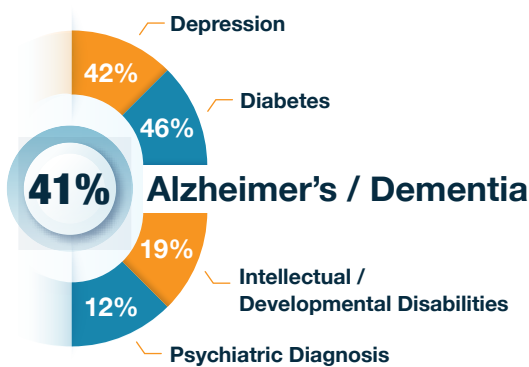 Depression
42%
Diabetes
46%
41% Alzheimer’s / Dementia
19%
Intellectual /
Developmental Disabilities
12%
Psychiatric Diagnosis